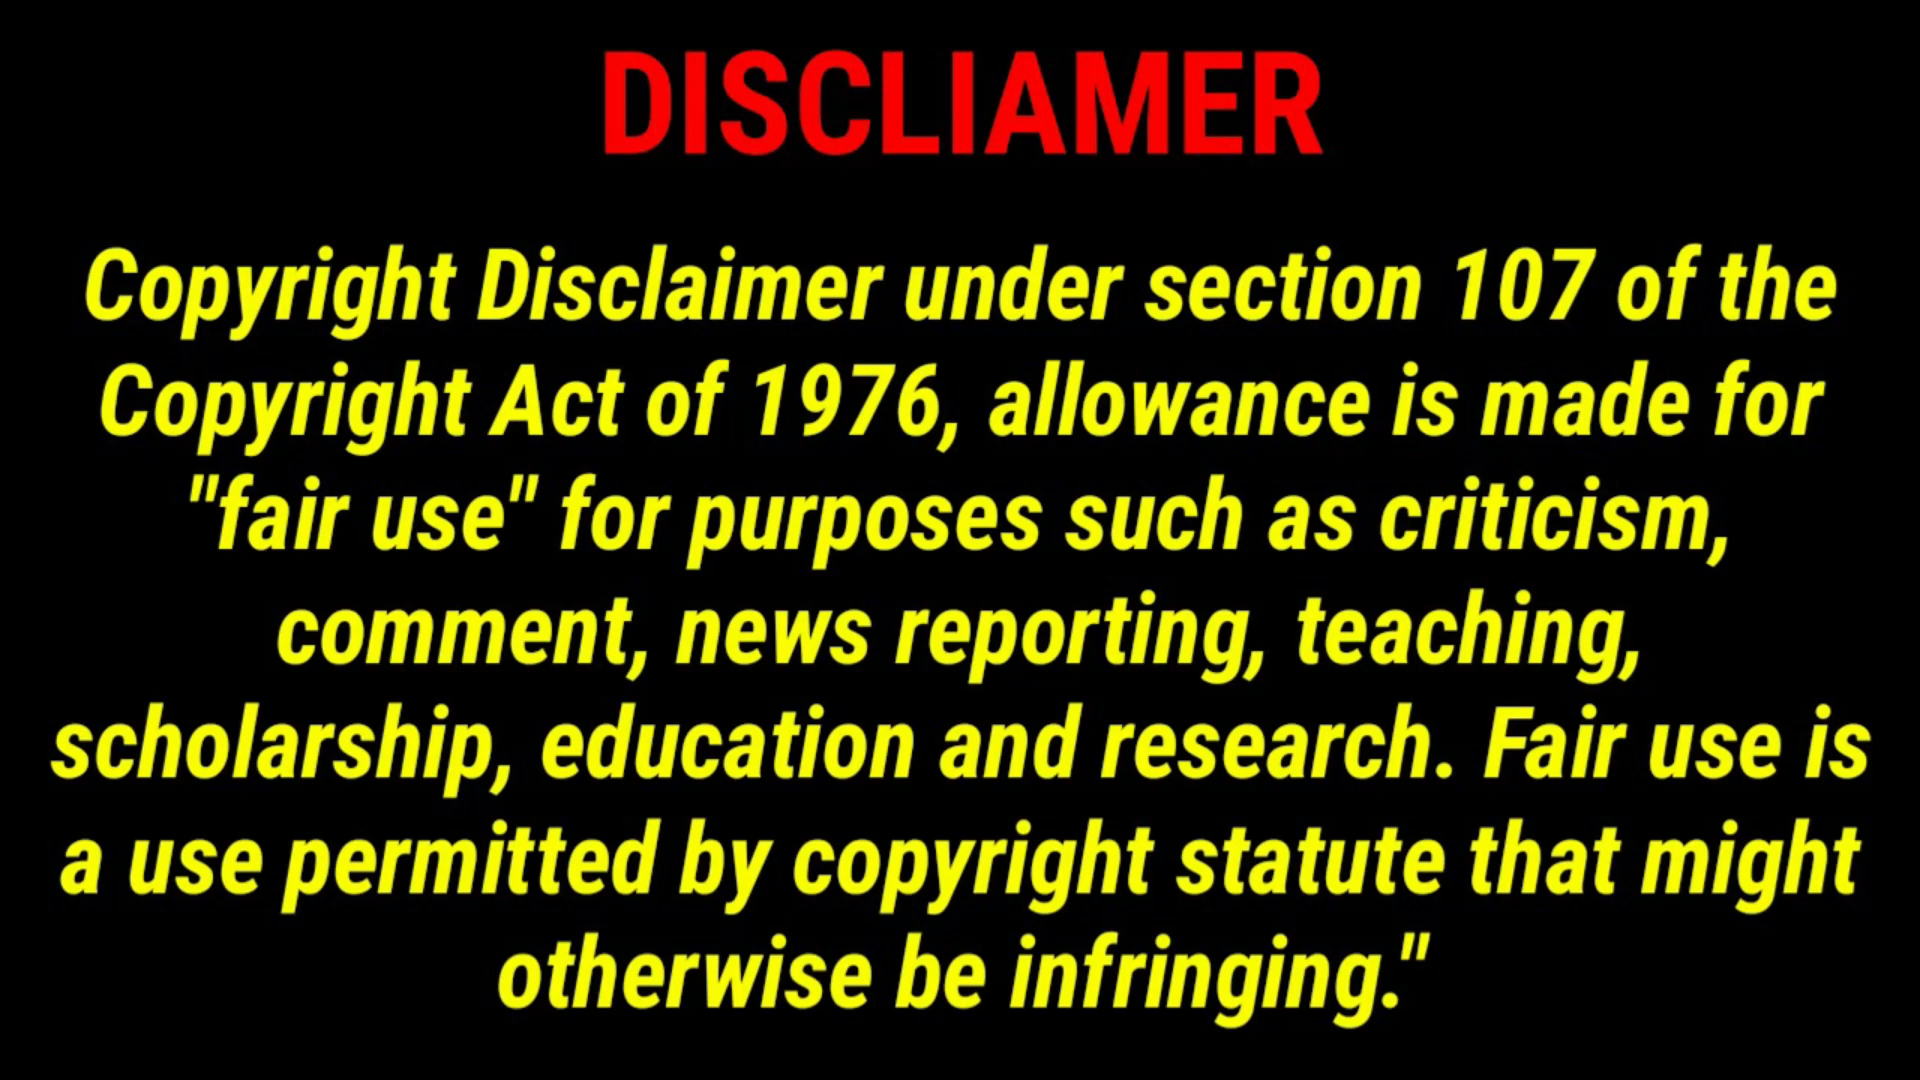 DISCLIAMER
Copyright Disclaimer under section 107 of the
Copyright Act of 1976, allowance is made for
"fair use" for purposes such as criticism,
comment, news reporting, teaching,
scholarship, education and research. Fair use is
a use permitted by copyright statute that might
otherwise be infringing."